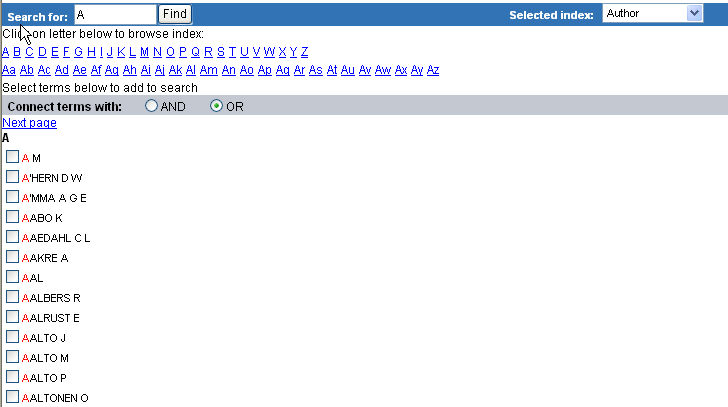 Search for: A Find Selected index: Author
Click on letter below to browse index:
A B C D E F G H I J K L M N O P Q R S T U V W X Y Z
Aa Ab Ac Ad Ae Af Aq Ah Ai Aj Ak Al Am An Ao Ap Aq Ar As At Au Av Aw Ax Ay Az
Select terms below to add to search
Connect terms with: AND OR
Next page
A
A M
A'HERN D W
A'MMA A G E
AABO K
AAEDAHL C L
AAKRE A
AAL
AALBERS R
AALRUST E
AALTO J
AALTO M
AALTO P
AALTONEN O